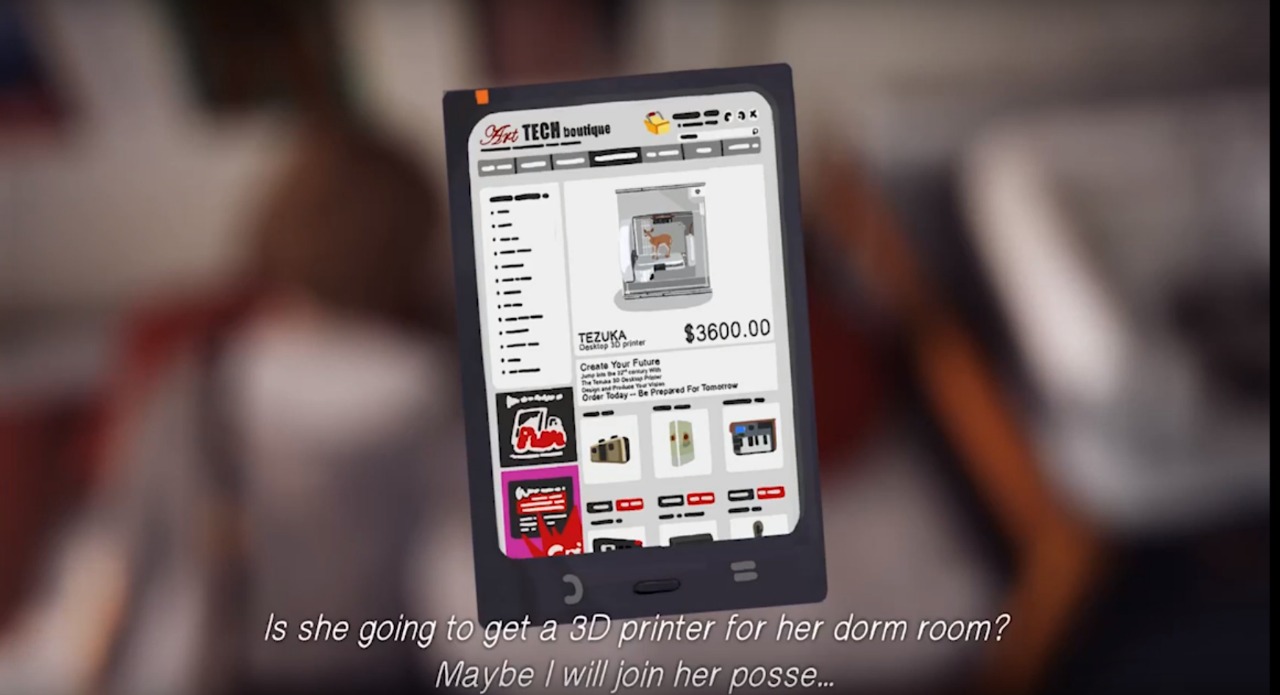 Art TECH boutique
TEZUKA
Desktop 3D printer
$3600.00
Create Your Future
Jump into the 22nd century With
The Tezuka 3D Desktop Printer
Design and Produce Your Vision
Order Today -- Be Prepared For Tomorrow
Is she going to get a 3D printer for her dorm room?
Maybe I will join her posse...